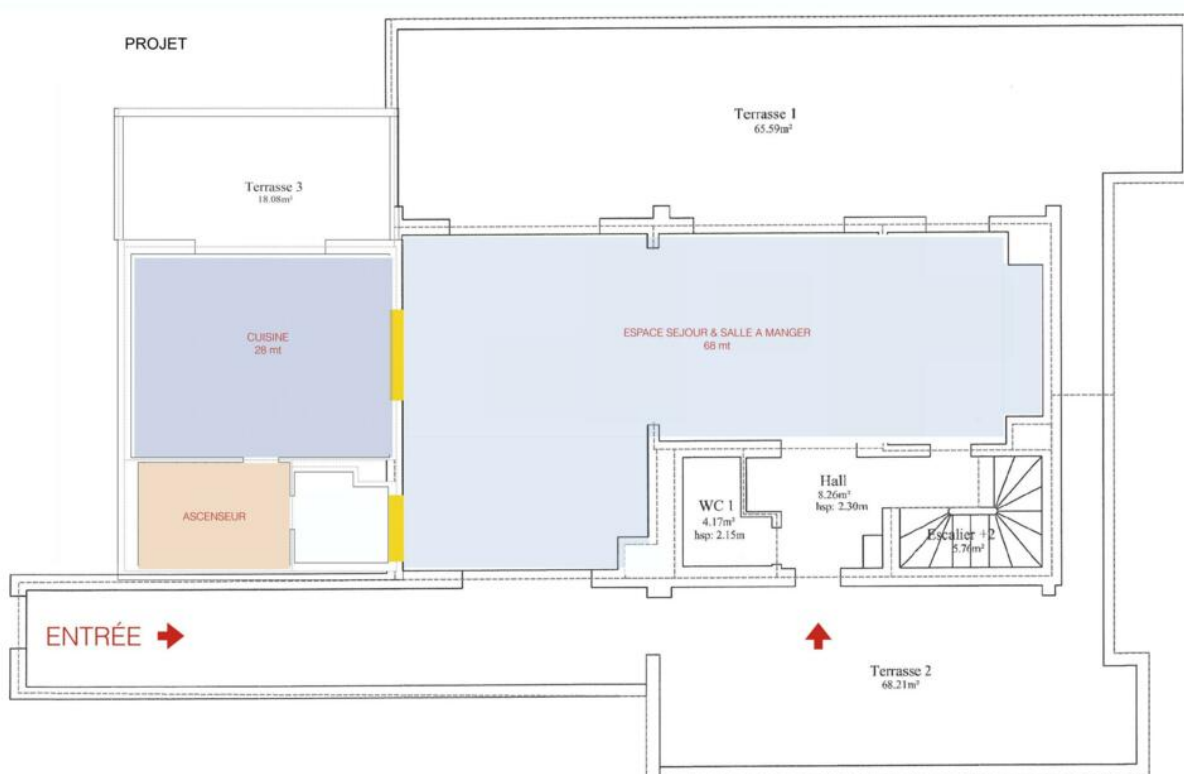 PROJET
Terrasse 1
65.59m²
Terrasse 3
18.08m²
CUISINE
28 mt
ESPACE SEJOUR & SALLE A MANGER
68 mt
ASCENSEUR
WC 1
4.17m²
hsp: 2.15m
Hall
8.26m²
hsp: 2.30m
Escalier +2
5.76m²
ENTRÉE
Terrasse 2
68.21m²